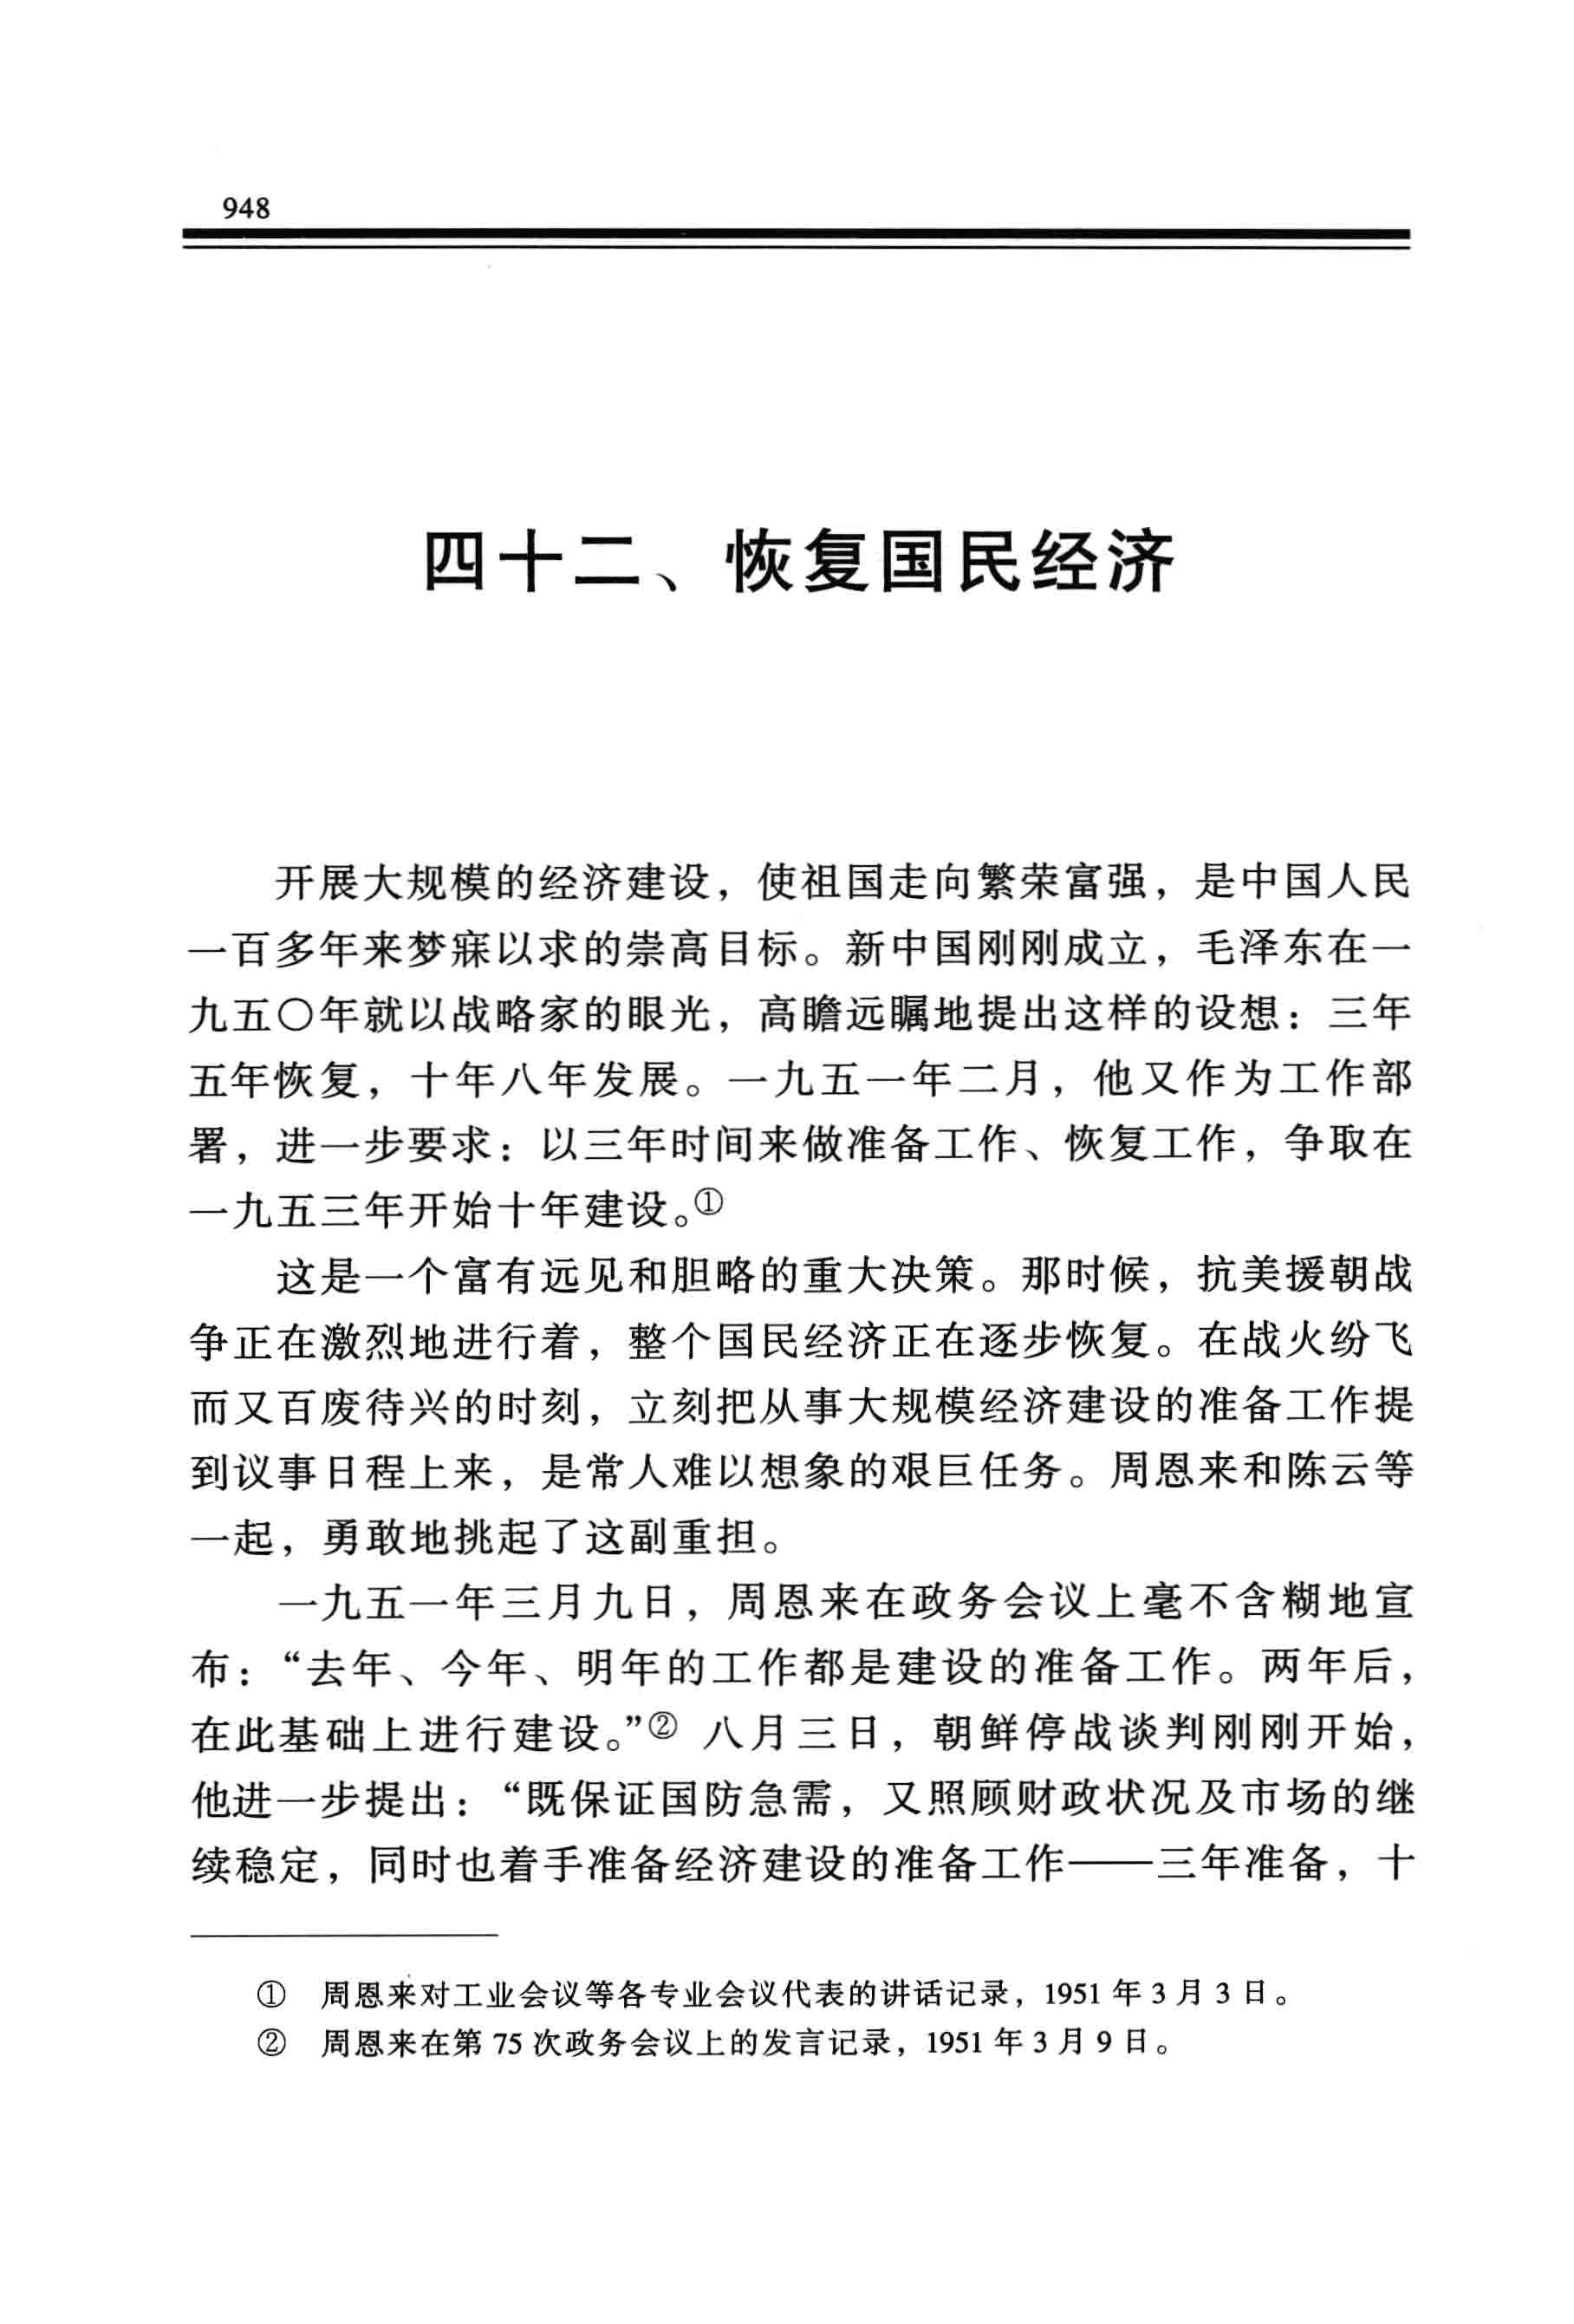 948
四十二、恢复国民经济
开展大规模的经济建设，使祖国走向繁荣富强，是中国人民
一百多年来梦寐以求的崇高目标。新中国刚刚成立，毛泽东在一
九五〇年就以战略家的眼光，高瞻远瞩地提出这样的设想：三年
五年恢复，十年八年发展。一九五一年二月，他又作为工作部
署，进一步要求：以三年时间来做准备工作、恢复工作，争取在
一九五三年开始十年建设。①
这是一个富有远见和胆略的重大决策。那时候，抗美援朝战
争正在激烈地进行着，整个国民经济正在逐步恢复。在战火纷飞
而又百废待兴的时刻，立刻把从事大规模经济建设的准备工作提
到议事日程上来，是常人难以想象的艰巨任务。周恩来和陈云等
一起，勇敢地挑起了这副重担。
一九五一年三月九日，周恩来在政务会议上毫不含糊地宣
布：“去年、今年、明年的工作都是建设的准备工作。两年后，
在此基础上进行建设。”② 八月三日，朝鲜停战谈判刚刚开始，
他进一步提出：“既保证国防急需，又照顾财政状况及市场的继
续稳定，同时也着手准备经济建设的准备工作——三年准备，十
① 周恩来对工业会议等各专业会议代表的讲话记录，1951 年 3 月 3 日。
② 周恩来在第 75 次政务会议上的发言记录，1951 年 3 月 9 日。